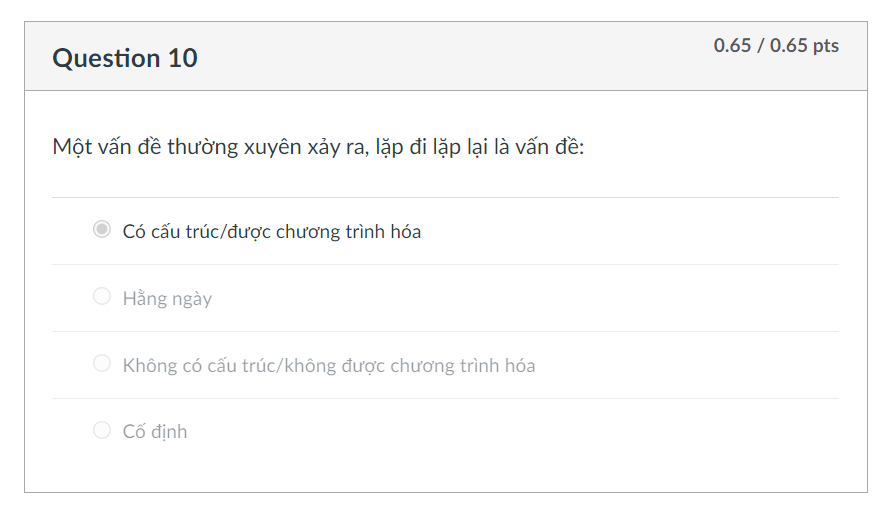 Question 10
0.65 / 0.65 pts
Một vấn đề thường xuyên xảy ra, lặp đi lặp lại là vấn đề:
Có cấu trúc/được chương trình hóa
Hằng ngày
Không có cấu trúc/không được chương trình hóa
Cố định